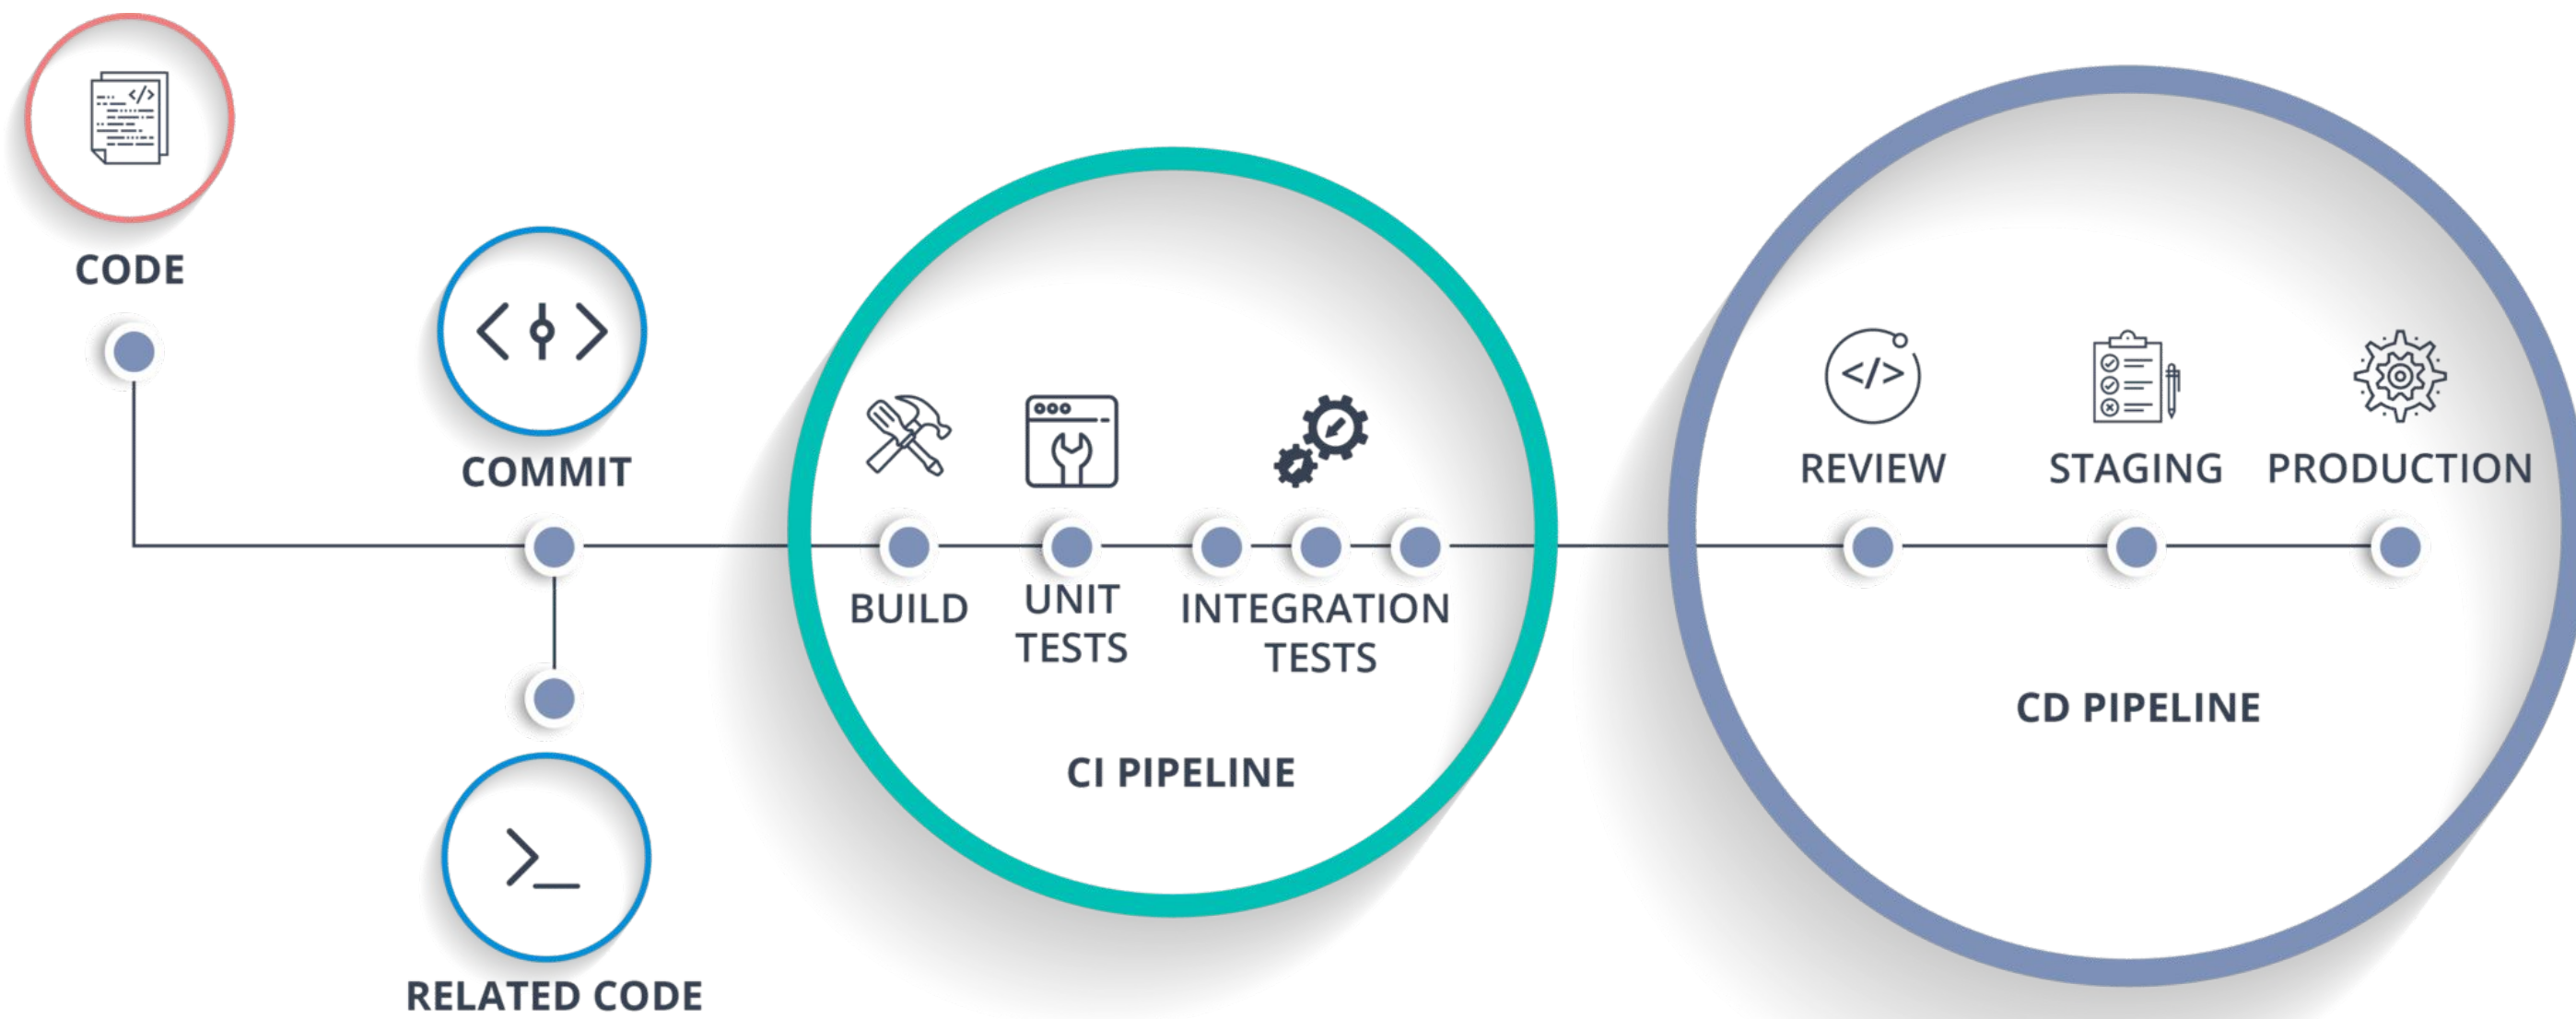 CODE
COMMIT
RELATED CODE
BUILD
UNIT
TESTS
INTEGRATION
TESTS
CI PIPELINE
REVIEW
STAGING
PRODUCTION
CD PIPELINE